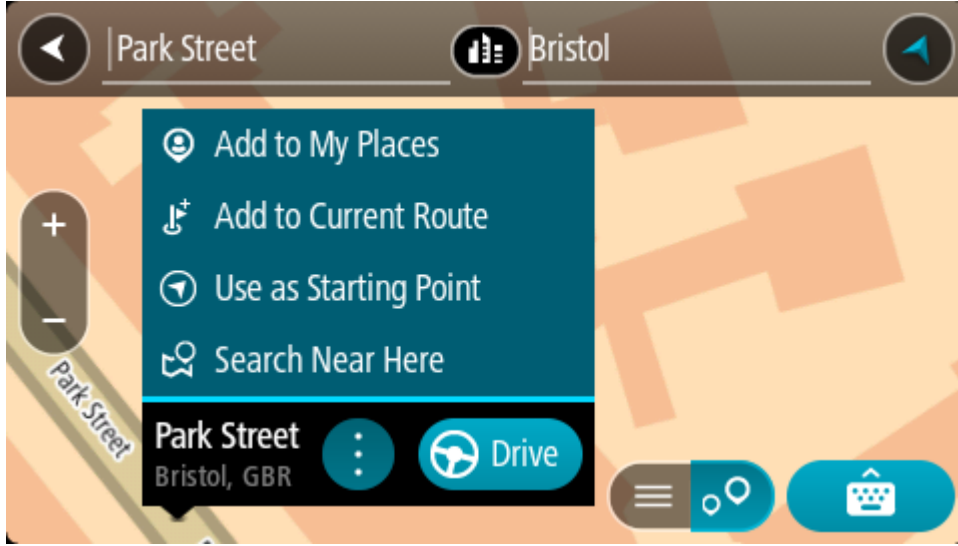 Park Street
Bristol
Add to My Places
Add to Current Route
Use as Starting Point
Search Near Here
Park Street
Bristol, GBR
Drive
Park Street